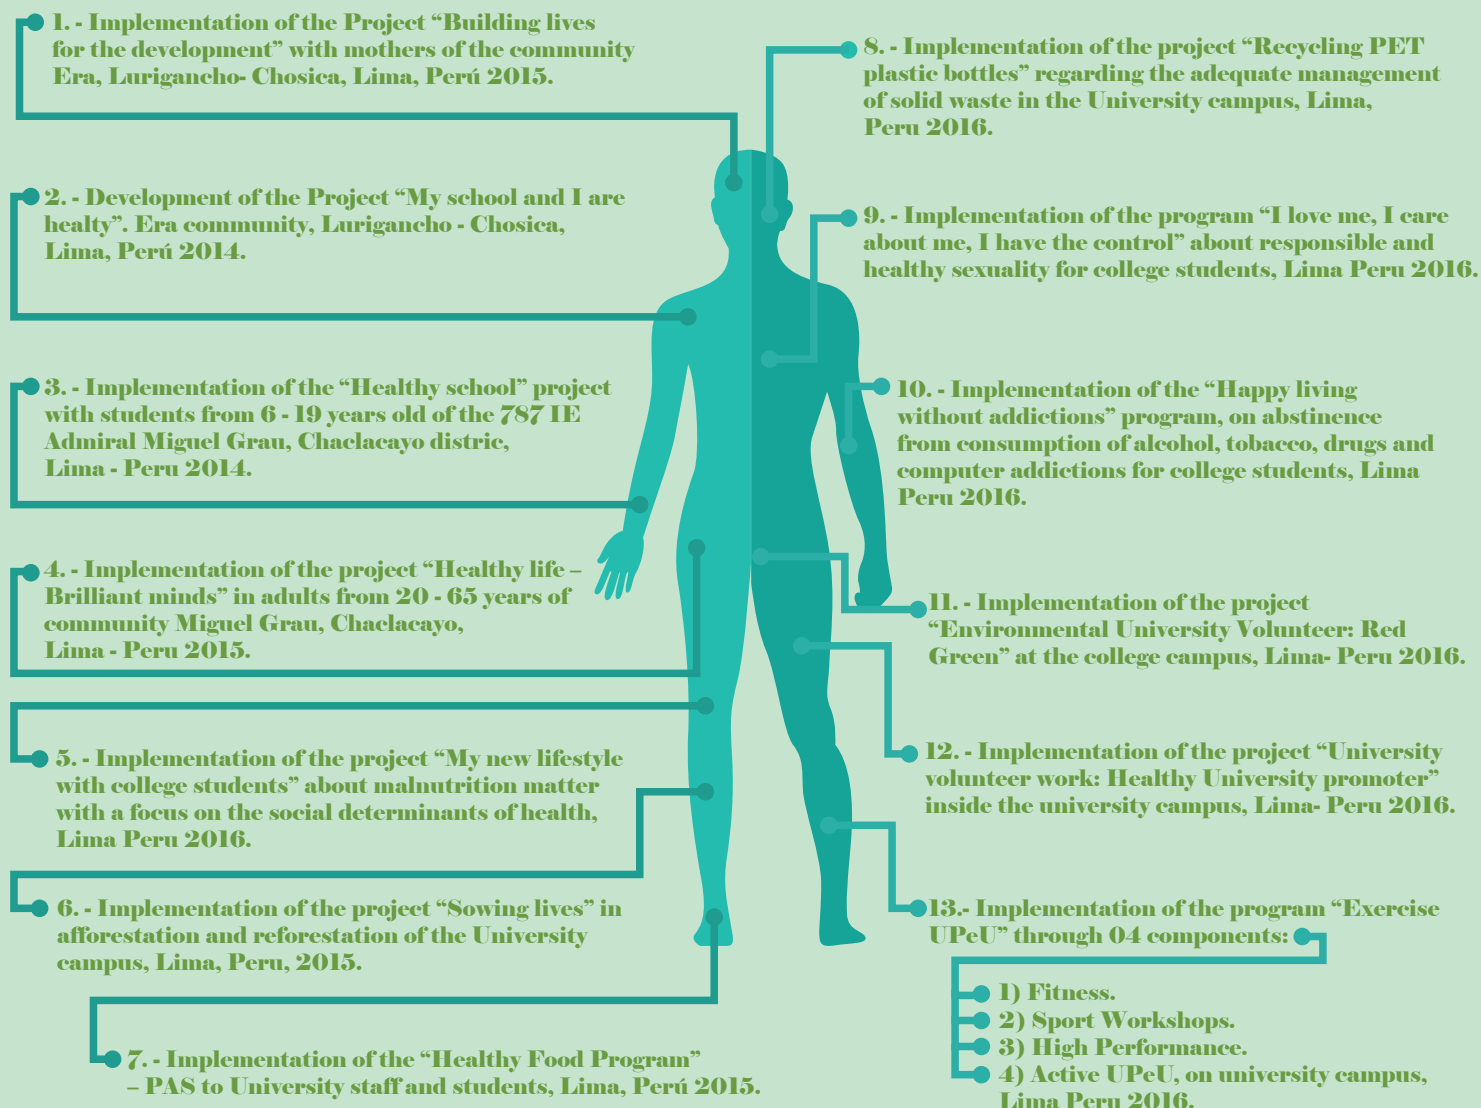 1. - Implementation of the Project “Building lives
for the development” with mothers of the community
Era, Lurigancho- Chosica, Lima, Perú 2015.
2. - Development of the Project “My school and I are
healty”. Era community, Lurigancho - Chosica,
Lima, Perú 2014.
3. - Implementation of the “Healthy school” project
with students from 6 - 19 years old of the 787 IE
Admiral Miguel Grau, Chaclacayo distric,
Lima - Peru 2014.
4. - Implementation of the project “Healthy life –
Brilliant minds” in adults from 20 - 65 years of
community Miguel Grau, Chaclacayo,
Lima - Peru 2015.
5. - Implementation of the project “My new lifestyle
with college students” about malnutrition matter
with a focus on the social determinants of health,
Lima Peru 2016.
6. - Implementation of the project “Sowing lives” in
afforestation and reforestation of the University
campus, Lima, Peru, 2015.
7. - Implementation of the “Healthy Food Program”
– PAS to University staff and students, Lima, Perú 2015.
8. - Implementation of the project “Recycling PET
plastic bottles” regarding the adequate management
of solid waste in the University campus, Lima,
Peru 2016.
9. - Implementation of the program “I love me, I care
about me, I have the control” about responsible and
healthy sexuality for college students, Lima Peru 2016.
10. - Implementation of the “Happy living
without addictions” program, on abstinence
from consumption of alcohol, tobacco, drugs and
computer addictions for college students, Lima
Peru 2016.
11. - Implementation of the project
“Environmental University Volunteer: Red
Green” at the college campus, Lima- Peru 2016.
12. - Implementation of the project “University
volunteer work: Healthy University promoter”
inside the university campus, Lima- Peru 2016.
13.- Implementation of the program “Exercise
UPeU” through 04 components:
1) Fitness.
2) Sport Workshops.
3) High Performance.
4) Active UPeU, on university campus,
Lima Peru 2016.